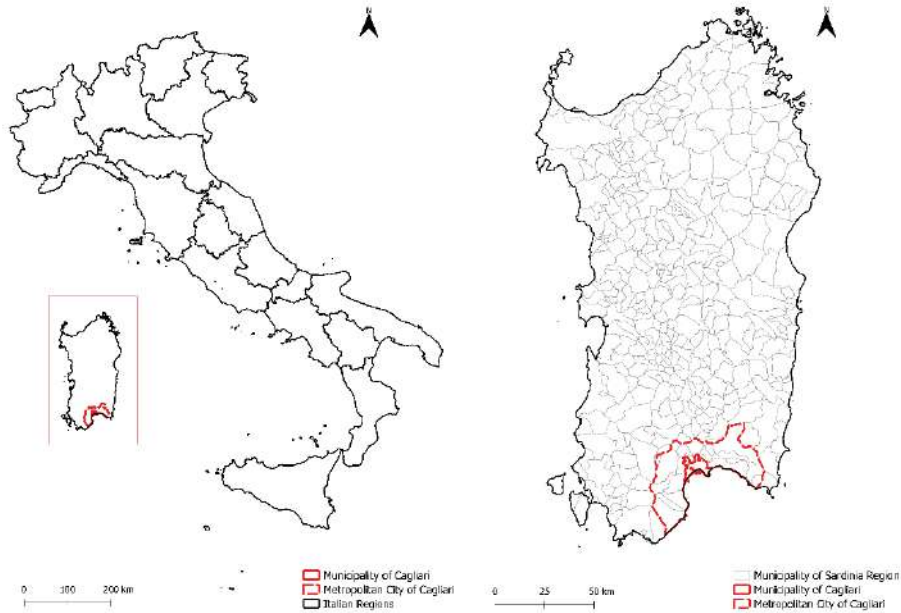 N
N
Municipality of Cagliari
Metropolitan City of Cagliari
Italian Regions
0 100 200 km
Municipality of Sardinia Region
Municipality of Cagliari
Metropolitan City of Cagliari
0 25 50 km